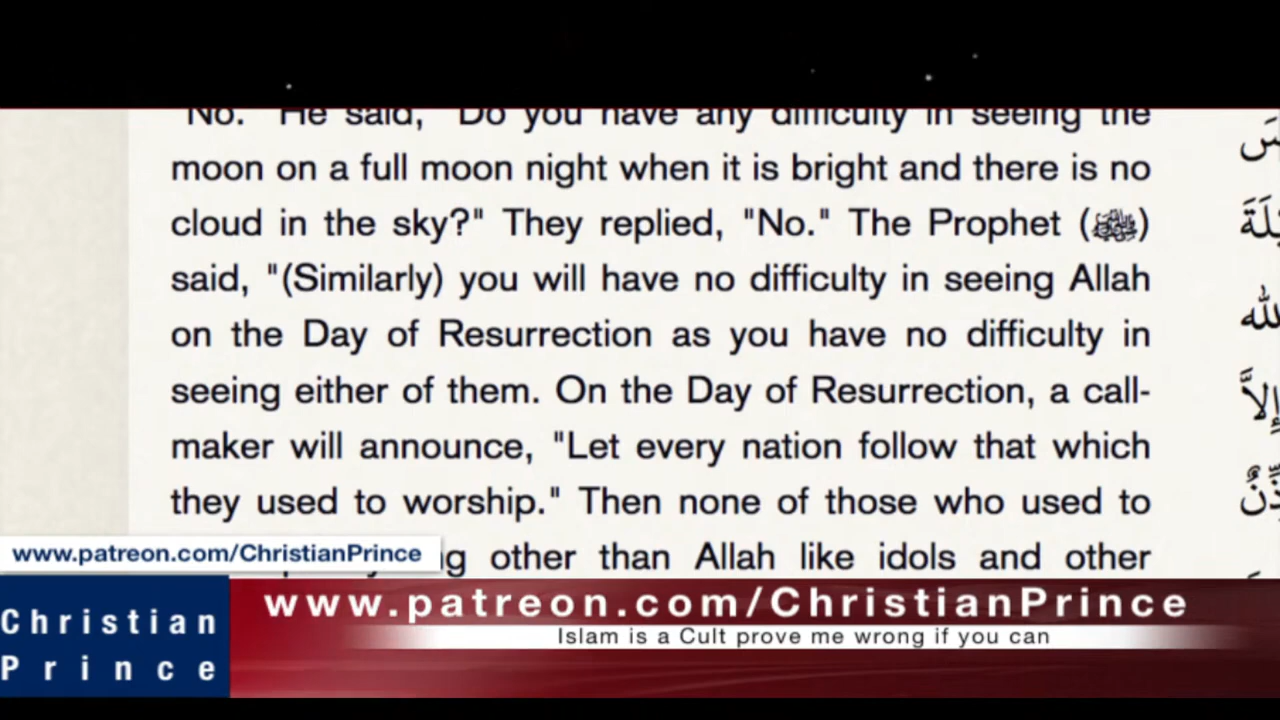 "No." He said, "Do you have any difficulty in seeing the
moon on a full moon night when it is bright and there is no
cloud in the sky?" They replied, "No." The Prophet (ﷺ)
said, "(Similarly) you will have no difficulty in seeing Allah
on the Day of Resurrection as you have no difficulty in
seeing either of them. On the Day of Resurrection, a call-
maker will announce, "Let every nation follow that which
they used to worship." Then none of those who used to
other than Allah like idols and other
www.patreon.com/ChristianPrince
www.patreon.com/ChristianPrince
Islam is a Cult prove me wrong if you can
Christian
Prince